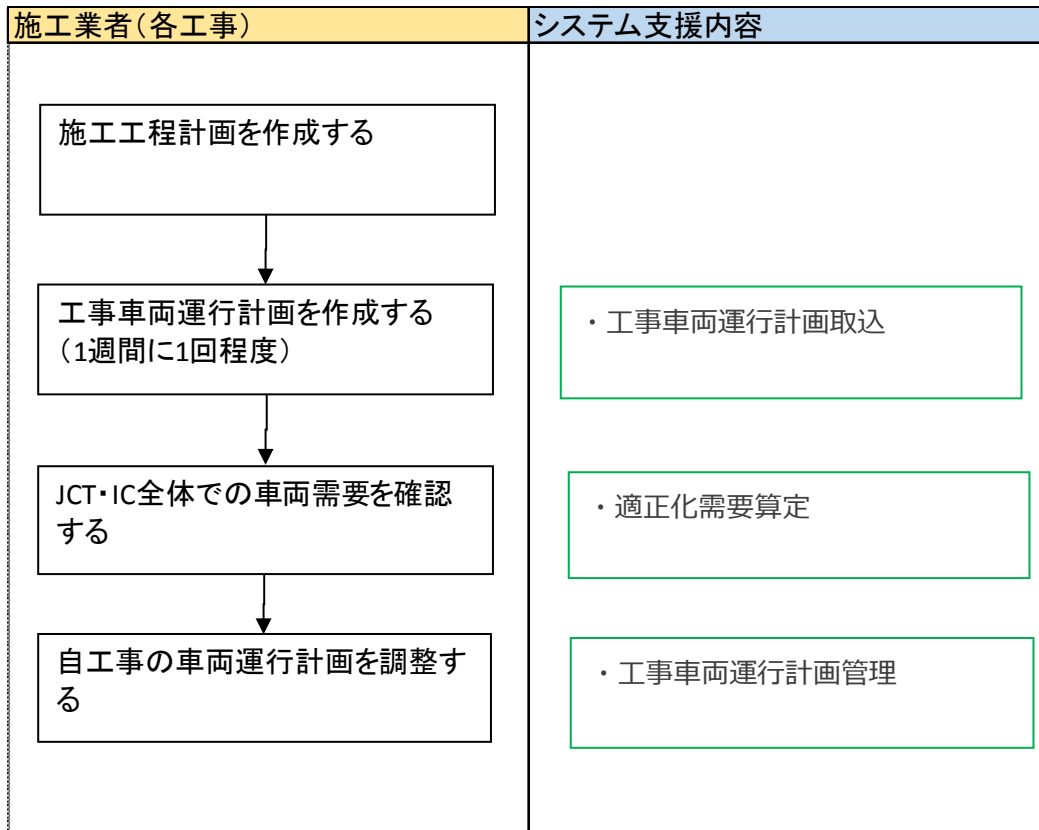 施工業者（各工事）
システム支援内容
施工工程計画を作成する
工事車両運行計画を作成する
（1週間に1回程度）
・工事車両運行計画取込
JCT・IC全体での車両需要を確認
する
・適正化需要算定
自工事の車両運行計画を調整す
る
・工事車両運行計画管理